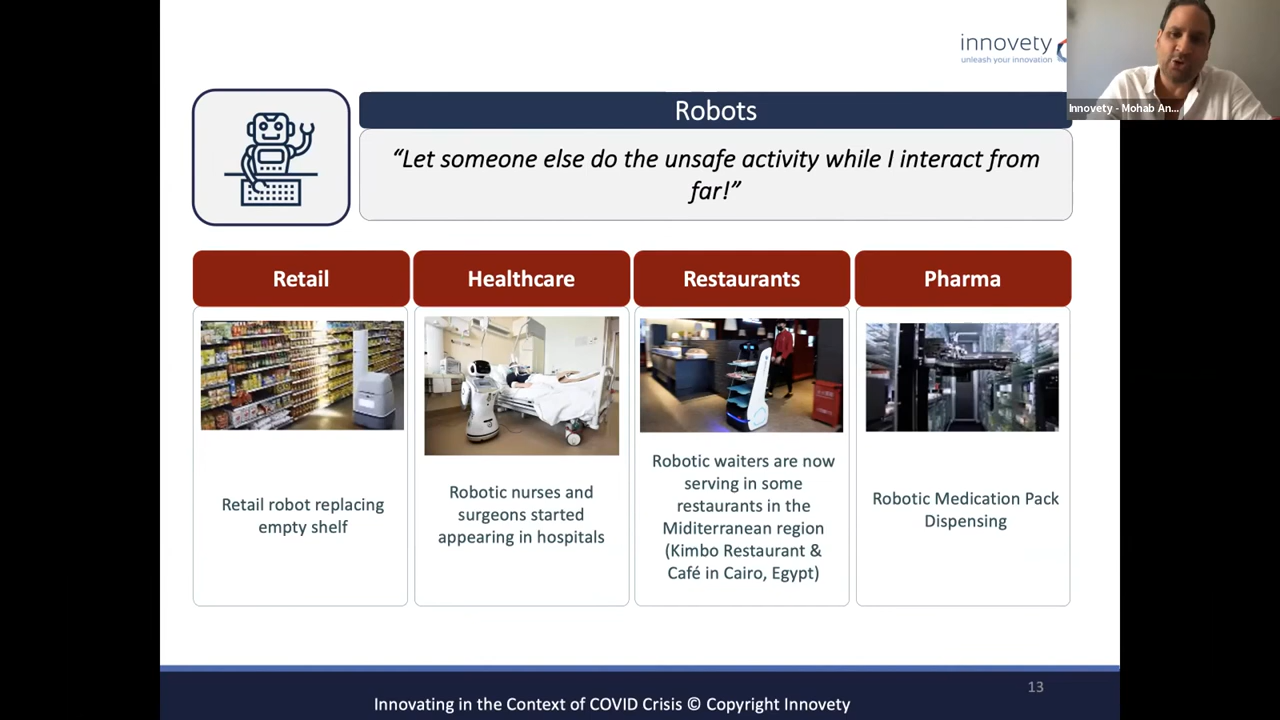 innovety
unleash your innovation
Innovety - Mohab An...
Robots
“Let someone else do the unsafe activity while I interact from
far!”
Retail
Healthcare
Restaurants
Pharma
Retail robot replacing
empty shelf
Robotic nurses and
surgeons started
appearing in hospitals
Robotic waiters are now
serving in some
restaurants in the
Miditerranean region
(Kimbo Restaurant &
Café in Cairo, Egypt)
Robotic Medication Pack
Dispensing
13
Innovating in the Context of COVID Crisis © Copyright Innovety